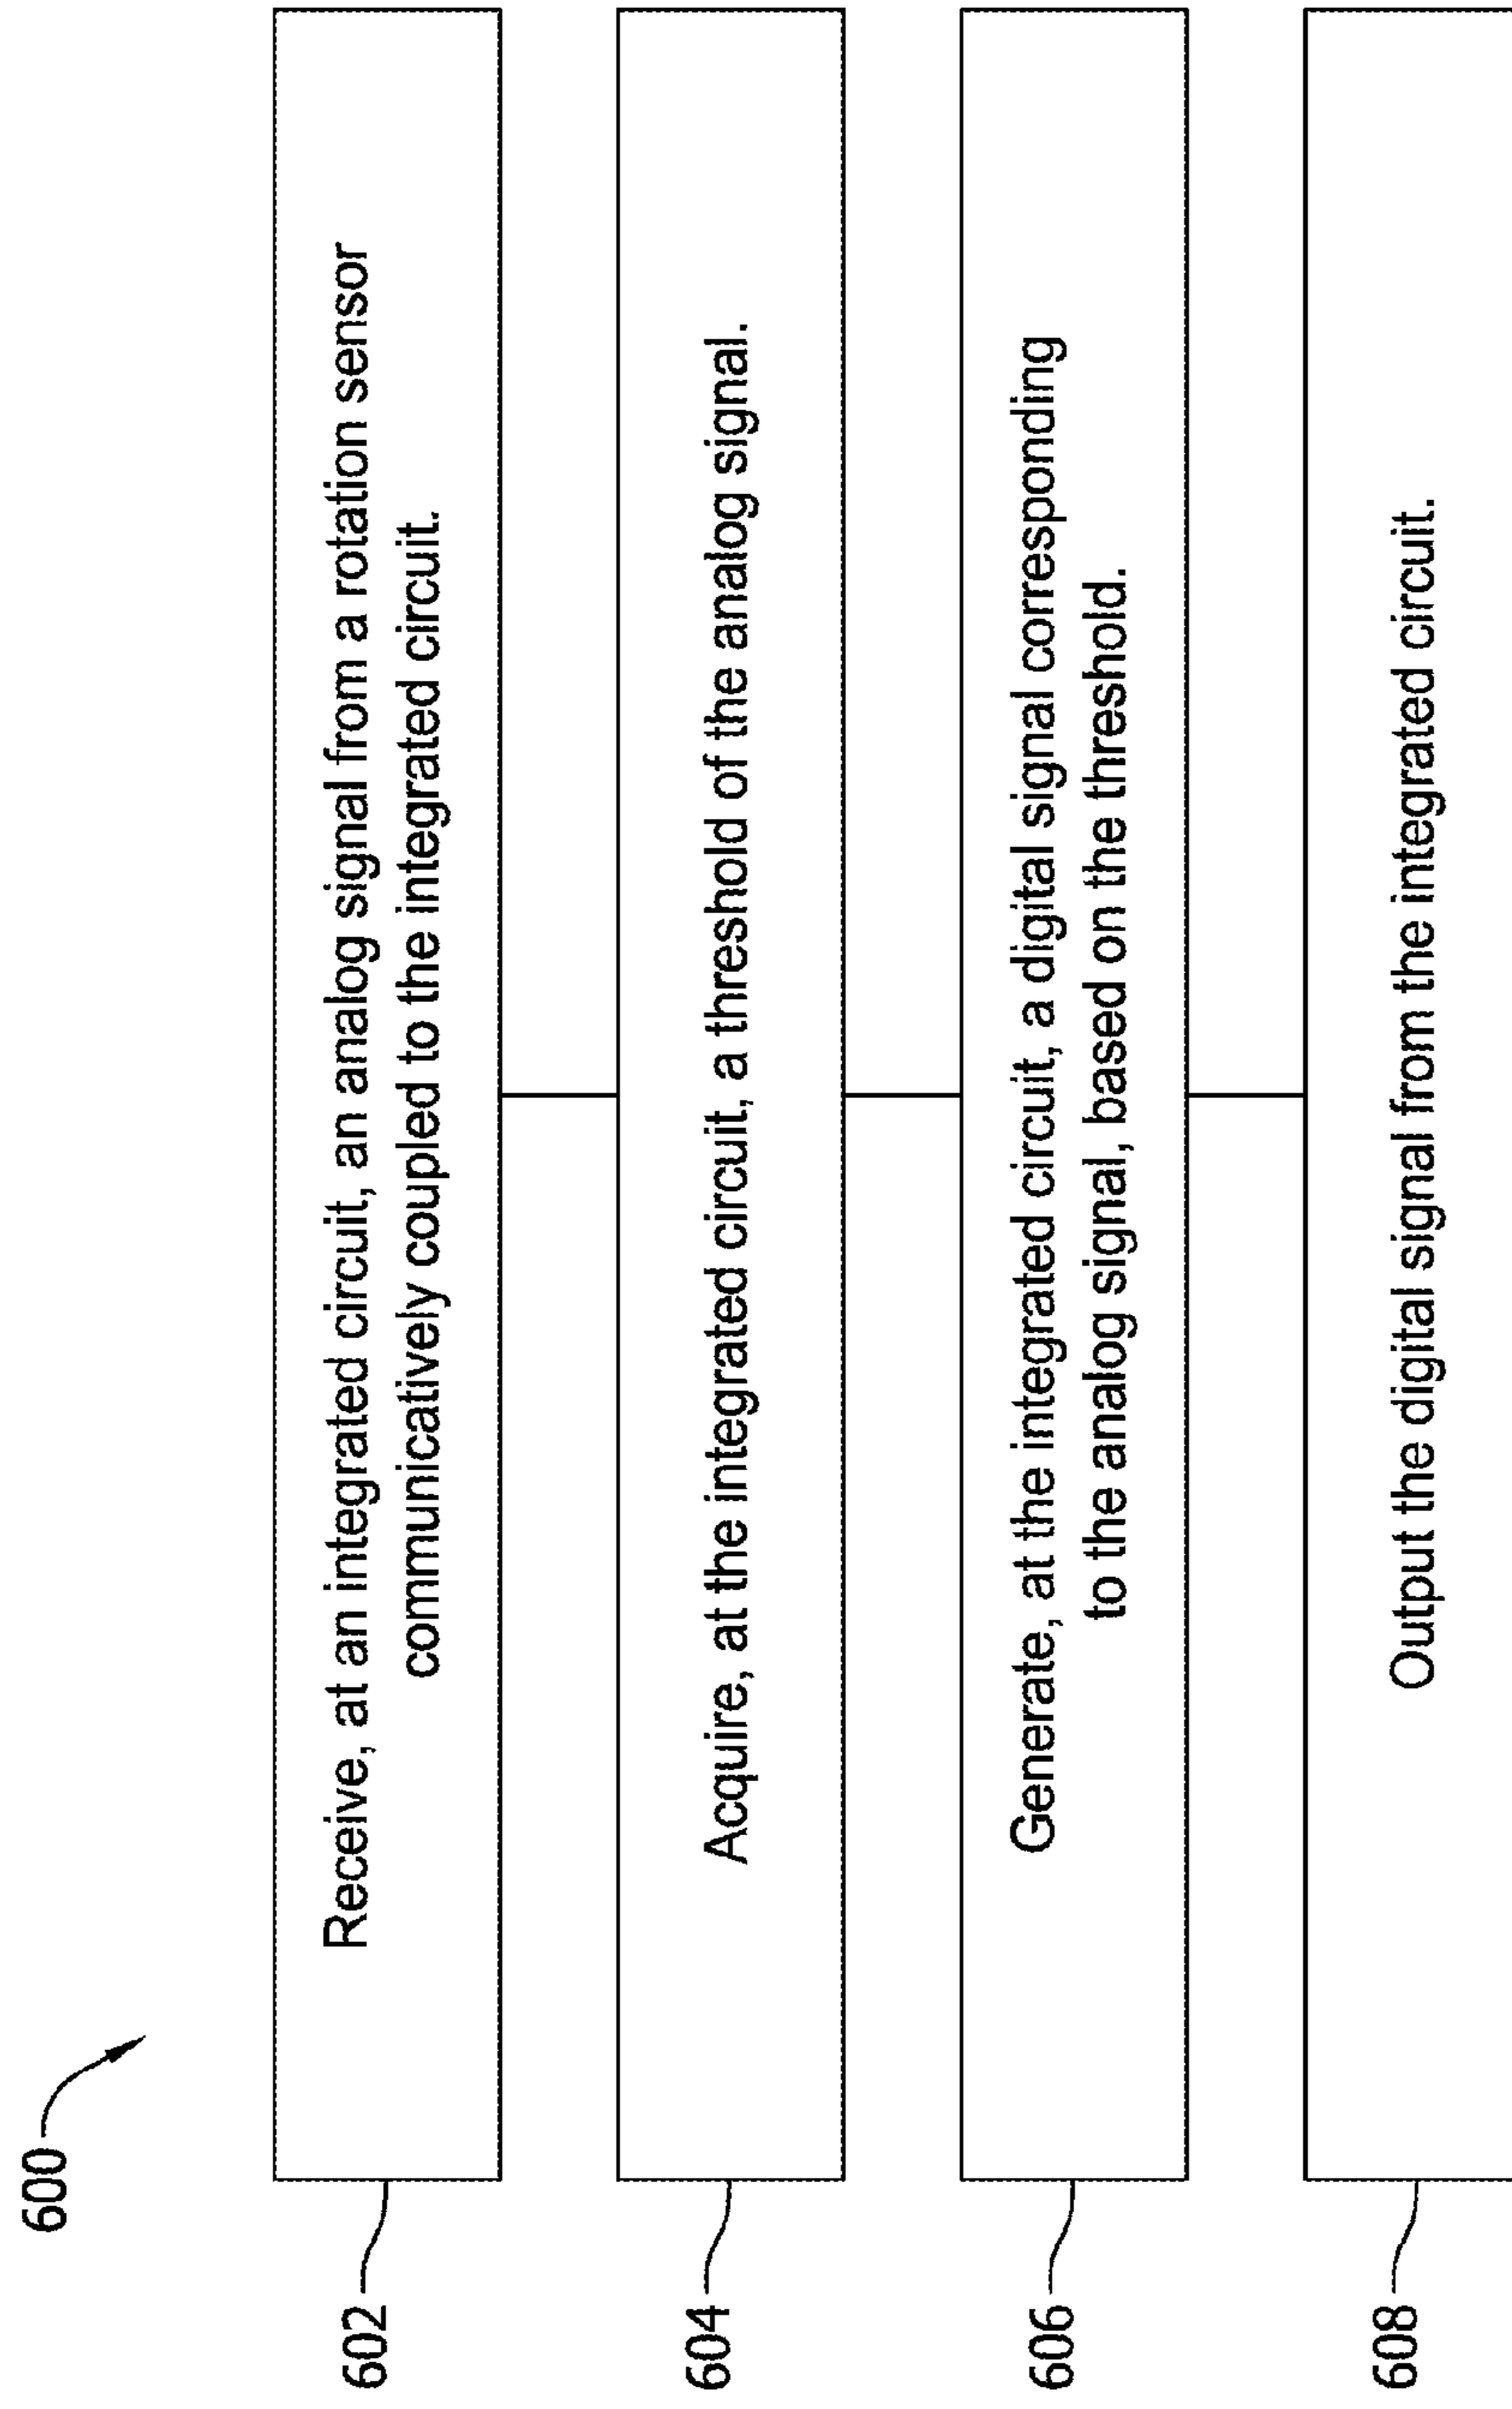 600
602
Receive, at an integrated circuit, an analog signal from a rotation sensor
communicatively coupled to the integrated circuit.
604
Acquire, at the integrated circuit, a threshold of the analog signal.
606
Generate, at the integrated circuit, a digital signal corresponding
to the analog signal, based on the threshold.
608
Output the digital signal from the integrated circuit.